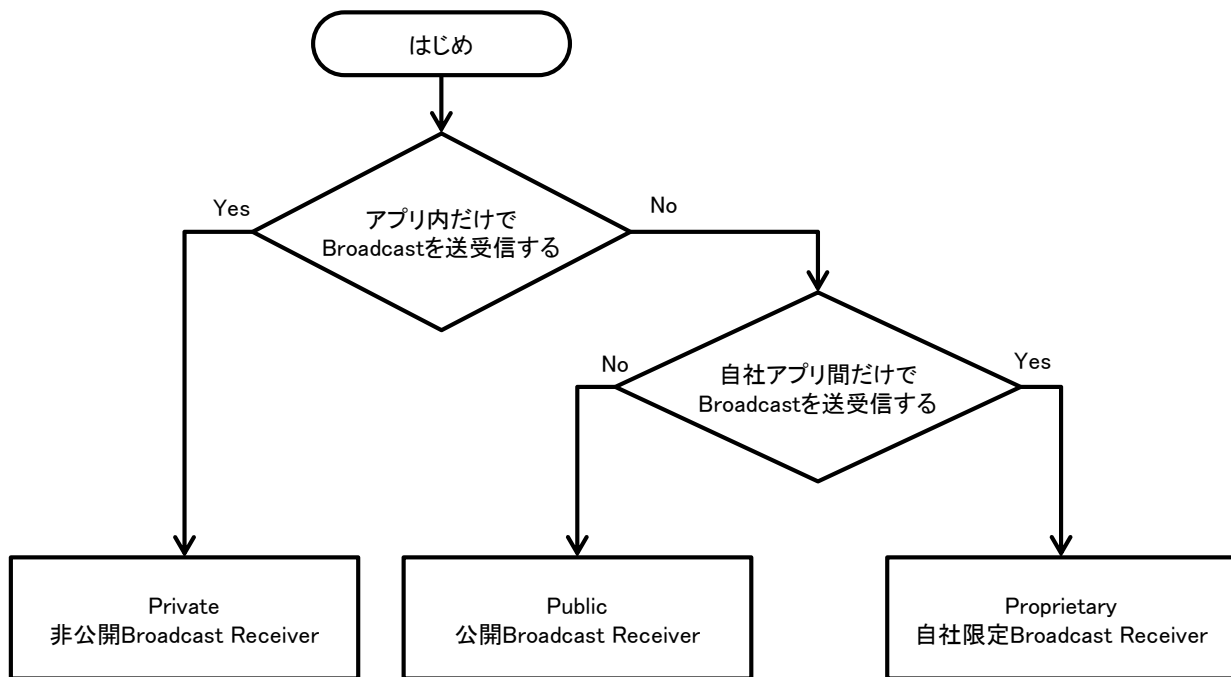 はじめ
Yes
アプリ内だけで
Broadcastを送受信する
No
No
自社アプリ間だけで
Broadcastを送受信する
Yes
Private
非公開Broadcast Receiver
Public
公開Broadcast Receiver
Proprietary
自社限定Broadcast Receiver